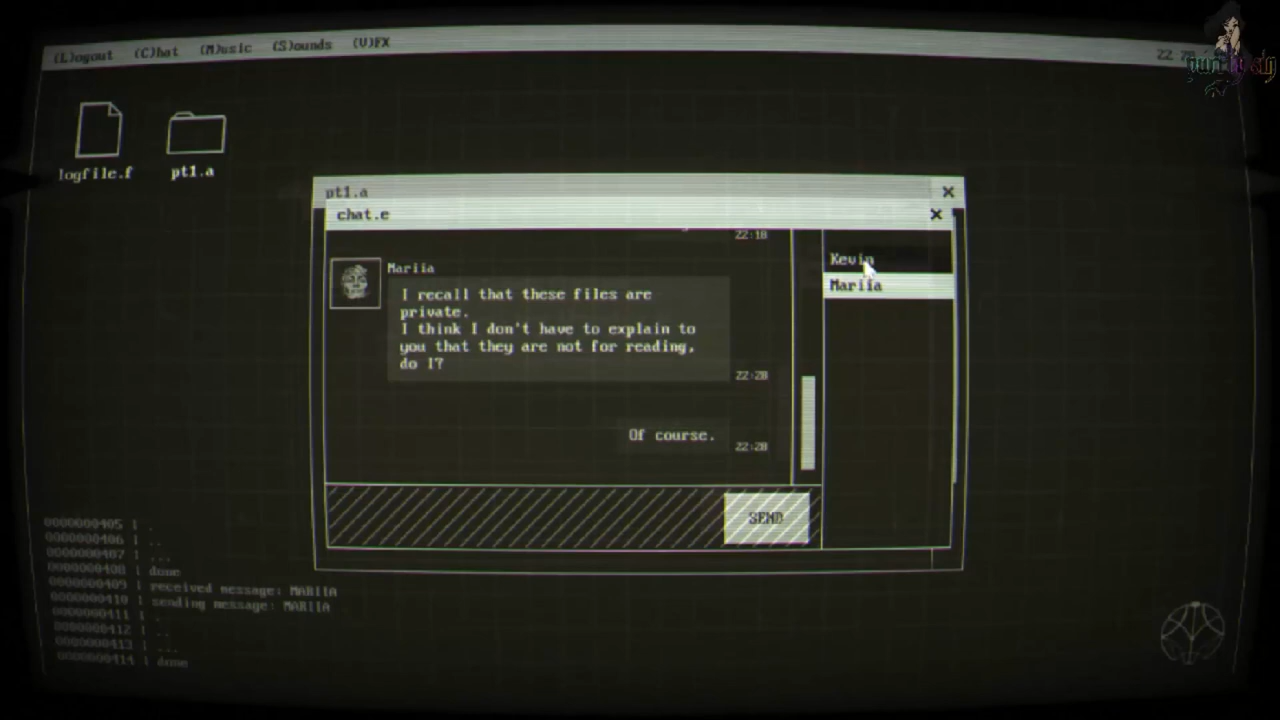 (L)ogout (C)hat (M)usic (S)ounds (V)FX
logfile.f
pt1.a
pt1.a
chat.e
22:18
Mariia
I recall that these files are
private.
I think I don't have to explain to
you that they are not for reading,
do I?
22:20
Of course.
22:20
SEND
Kevin
Mariia
0000000405 | .
0000000406 | ..
0000000407 | ...
0000000408 | done
0000000409 | received message: MARIIA
0000000410 | sending message: MARIIA
0000000411 | .
0000000412 | ..
0000000413 | ...
0000000414 | done